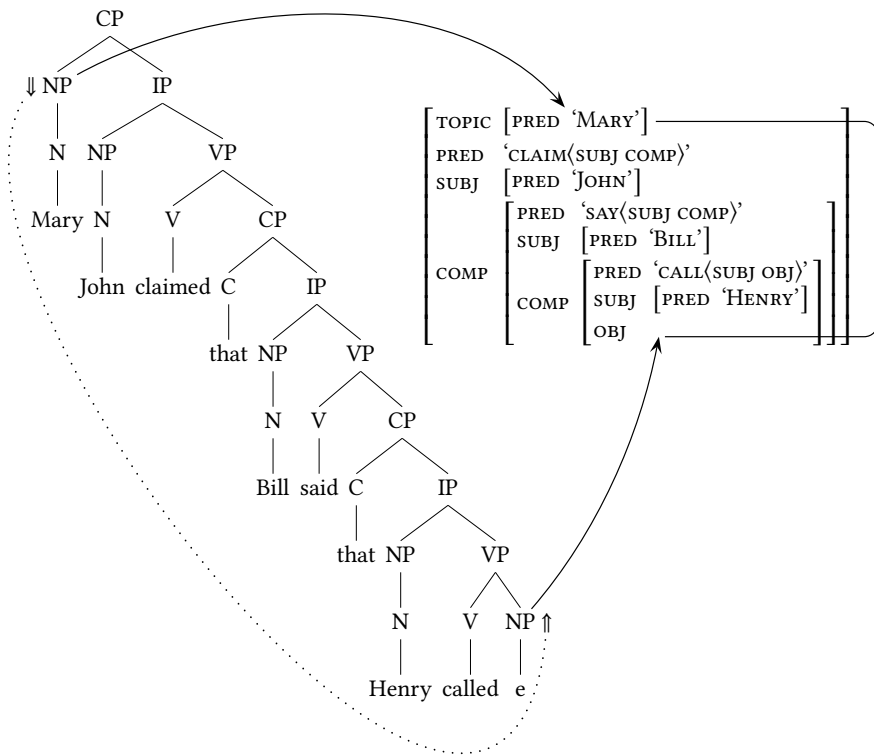 CP
⇓ NP IP
N NP VP
Mary N V CP
John claimed C IP
that NP VP
N V CP
Bill said C IP
that NP VP
N V NP ⇑
Henry called e
TOPIC [PRED ‘MARY’]
PRED ‘CLAIM⟨SUBJ COMP⟩’
SUBJ [PRED ‘JOHN’]
PRED ‘SAY⟨SUBJ COMP⟩’
SUBJ [PRED ‘BILL’]
COMP
PRED ‘CALL⟨SUBJ OBJ⟩’
COMP SUBJ [PRED ‘HENRY’]
OBJ